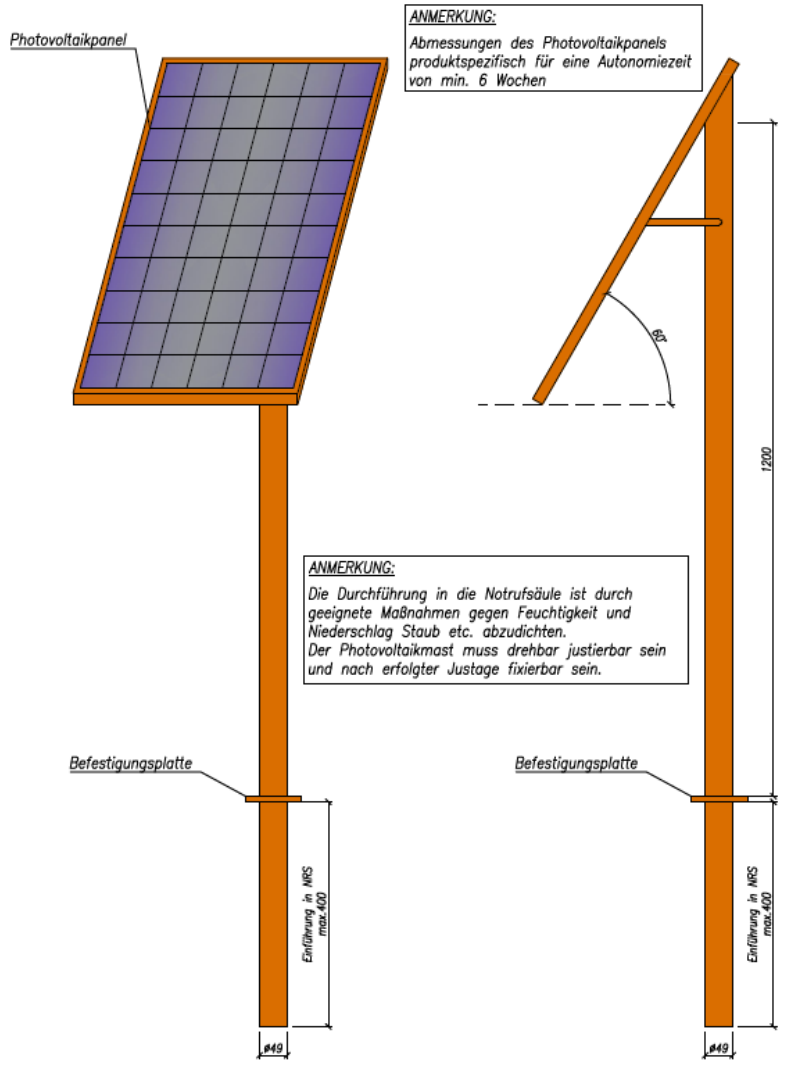 Photovoltaikpanel
ANMERKUNG:
Abmessungen des Photovoltaikpanels
produktspezifisch für eine Autonomiezeit
von min. 6 Wochen
60°
1200
ANMERKUNG:
Die Durchführung in die Notrufsäule ist durch
geeignete Maßnahmen gegen Feuchtigkeit und
Niederschlag Staub etc. abzudichten.
Der Photovoltaikmast muss drehbar justierbar sein
und nach erfolgter Justage fixierbar sein.
Befestigungsplatte
Befestigungsplatte
Einführung in NRS
max.400
Einführung in NRS
max.400
ø49
ø49